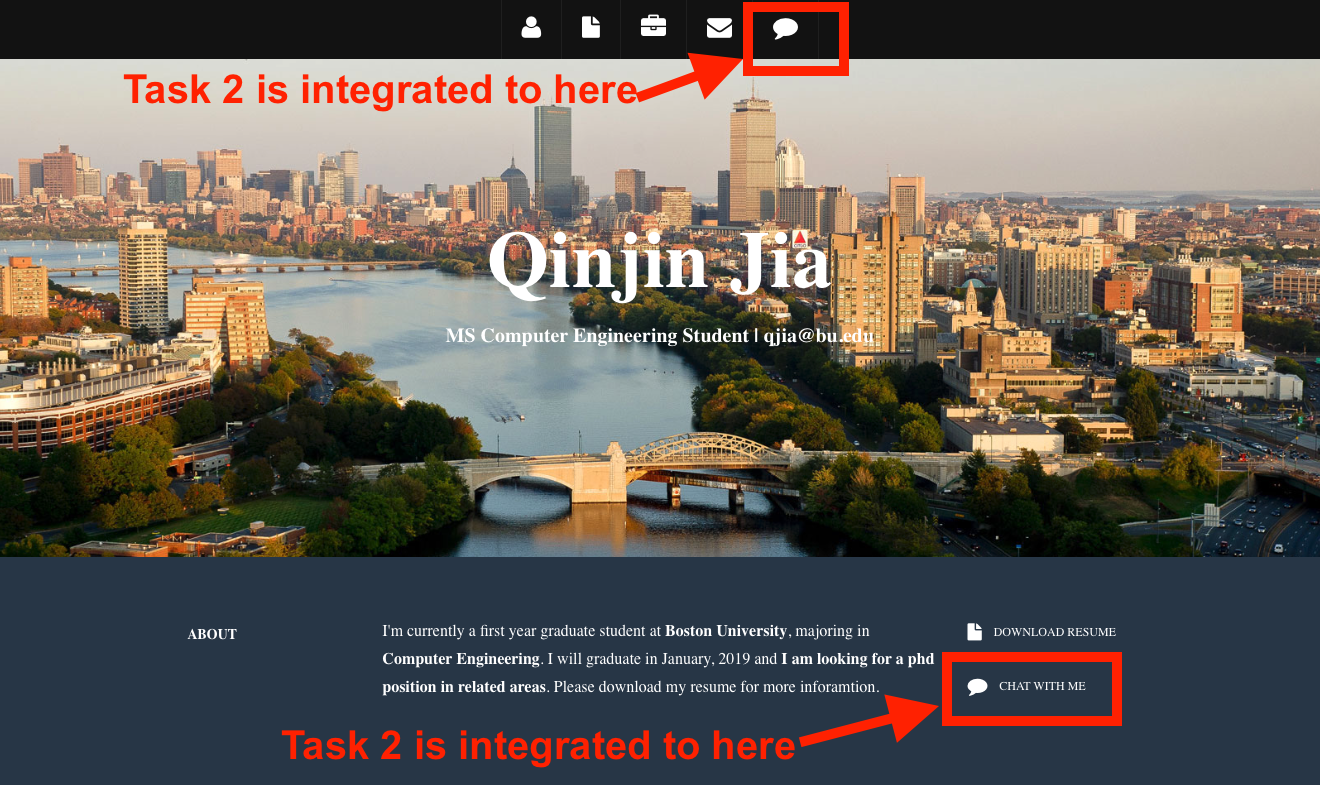 Task 2 is integrated to here
Qinjin Jia
MS Computer Engineering Student | qjia@bu.edu
ABOUT
I'm currently a first year graduate student at Boston University, majoring in
Computer Engineering. I will graduate in January, 2019 and I am looking for a phd
position in related areas. Please download my resume for more inforamtion.
DOWNLOAD RESUME
CHAT WITH ME
Task 2 is integrated to here